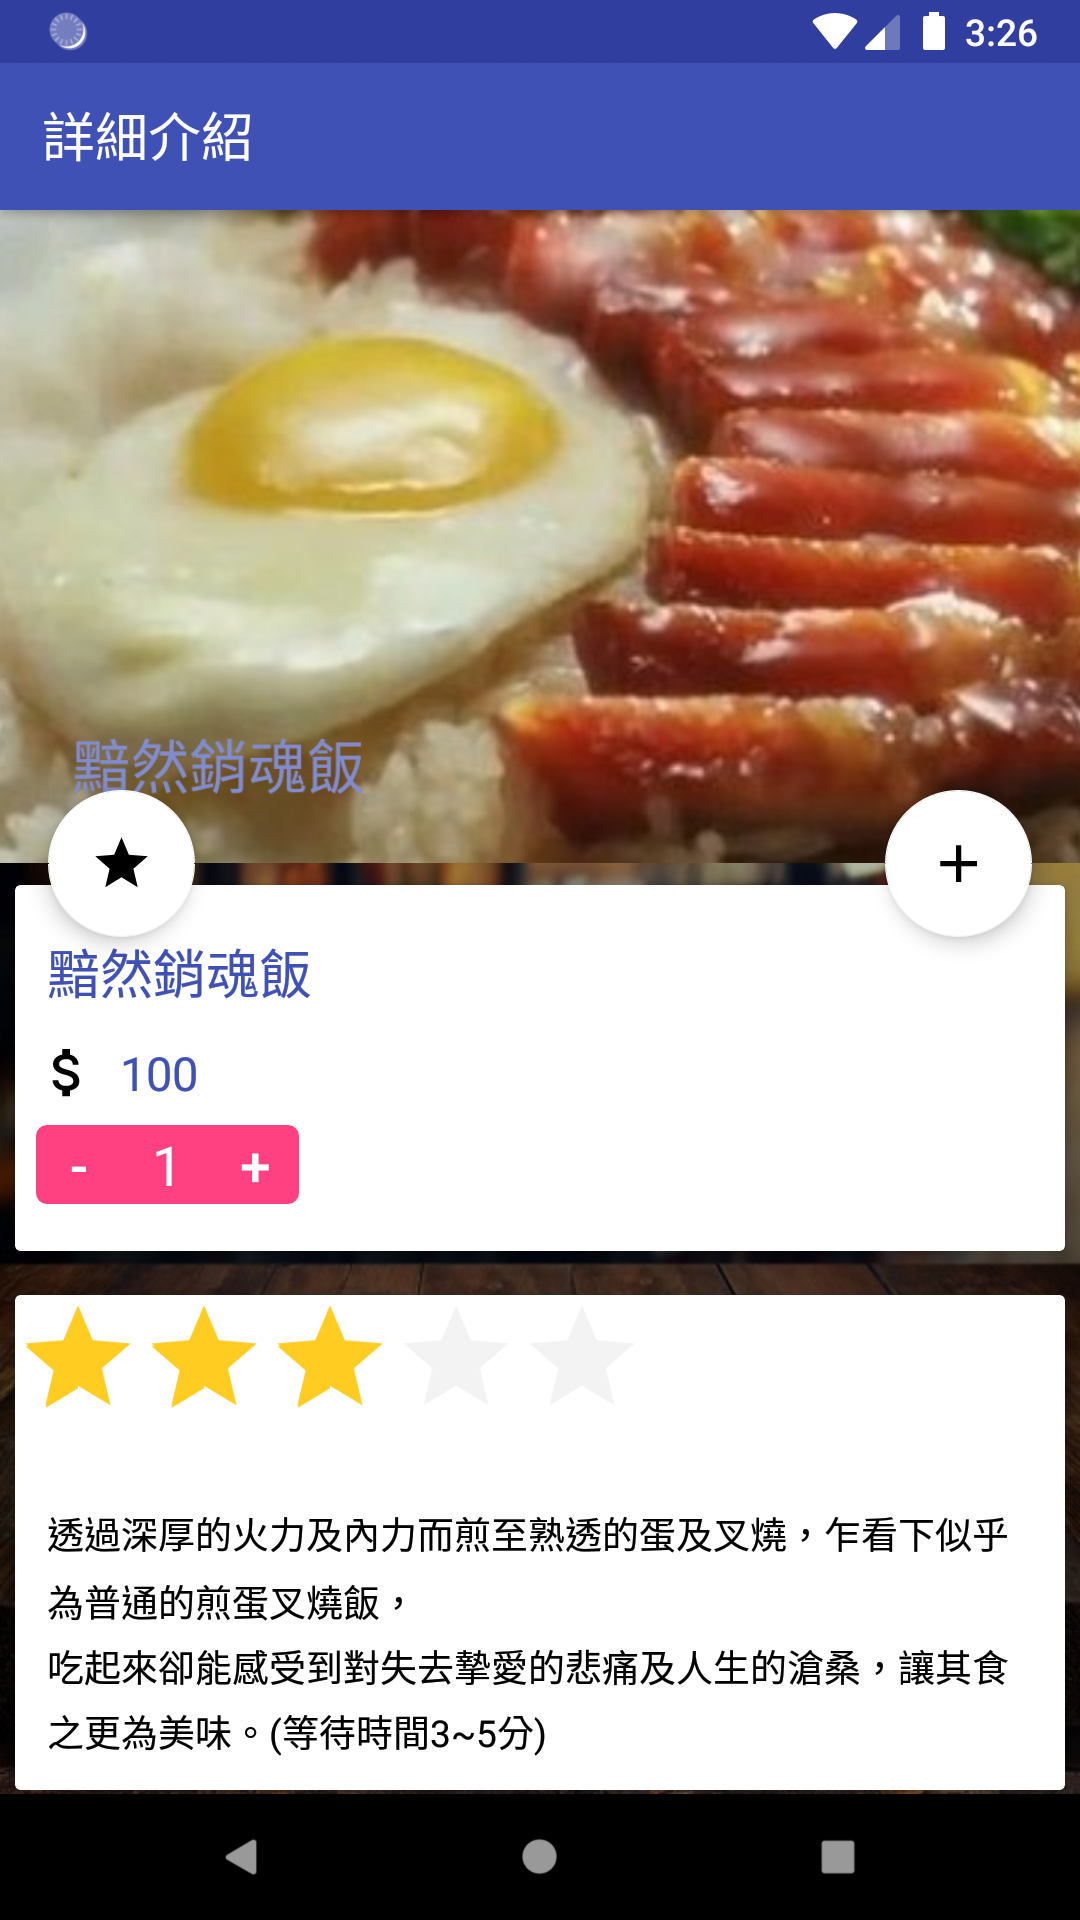 3:26
詳細介紹
黯然銷魂飯
黯然銷魂飯
$ 100
- 1 +
透過深厚的火力及內力而煎至熟透的蛋及叉燒，乍看下似乎
為普通的煎蛋叉燒飯，
吃起來卻能感受到對失去摯愛的悲痛及人生的滄桑，讓其食
之更為美味。(等待時間3~5分)